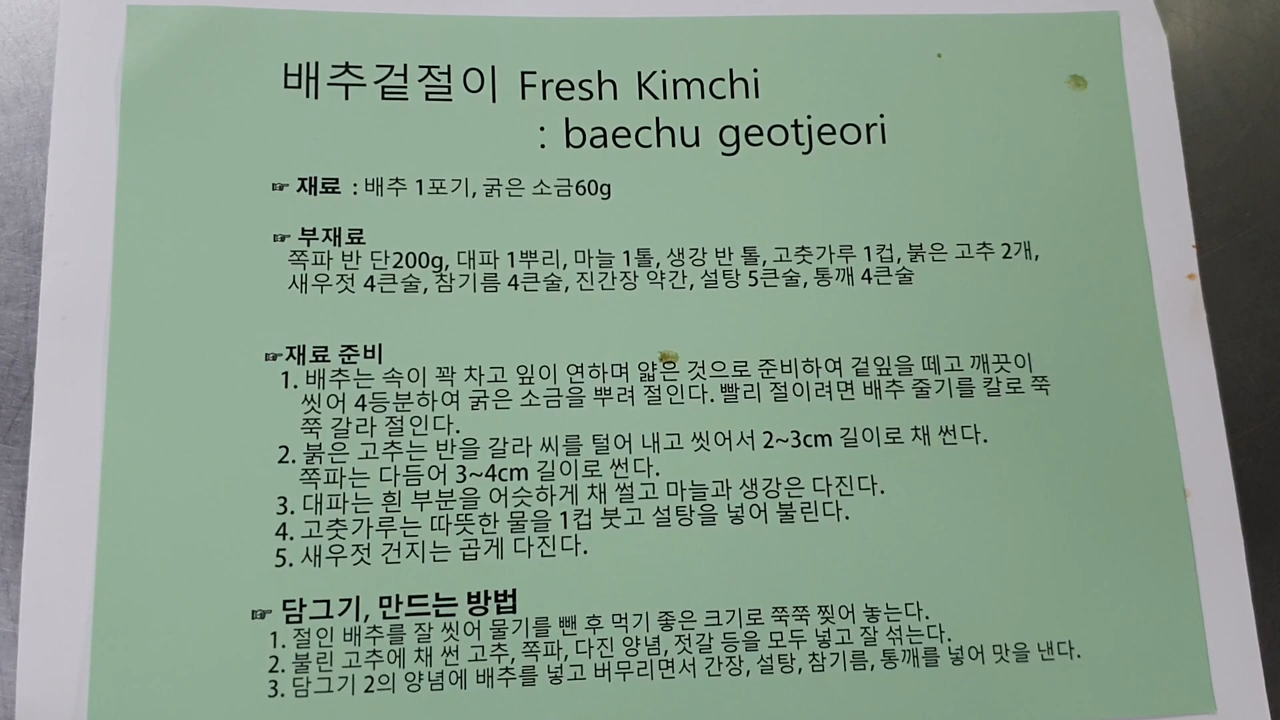 배추겉절이 Fresh Kimchi
: baechu geotjeori
☞ 재료 : 배추 1포기, 굵은 소금60g
☞ 부재료
쪽파 반 단200g, 대파 1뿌리, 마늘 1톨, 생강 반 톨, 고춧가루 1컵, 붉은 고추 2개,
새우젓 4큰술, 참기름 4큰술, 진간장 약간, 설탕 5큰술, 통깨 4큰술
☞재료 준비
1. 배추는 속이 꽉 차고 잎이 연하며 얇은 것으로 준비하여 겉잎을 떼고 깨끗이
씻어 4등분하여 굵은 소금을 뿌려 절인다. 빨리 절이려면 배추 줄기를 칼로 쭉
쭉 갈라 절인다.
2. 붉은 고추는 반을 갈라 씨를 털어 내고 씻어서 2~3cm 길이로 채 썬다.
쪽파는 다듬어 3~4cm 길이로 썬다.
3. 대파는 흰 부분을 어슷하게 채 썰고 마늘과 생강은 다진다.
4. 고춧가루는 따뜻한 물을 1컵 붓고 설탕을 넣어 불린다.
5. 새우젓 건지는 곱게 다진다.
☞ 담그기, 만드는 방법
1. 절인 배추를 잘 씻어 물기를 뺀 후 먹기 좋은 크기로 쭉쭉 찢어 놓는다.
2. 불린 고추에 채 썬 고추, 쪽파, 다진 양념, 젓갈 등을 모두 넣고 잘 섞는다.
3. 담그기 2의 양념에 배추를 넣고 버무리면서 간장, 설탕, 참기름, 통깨를 넣어 맛을 낸다.